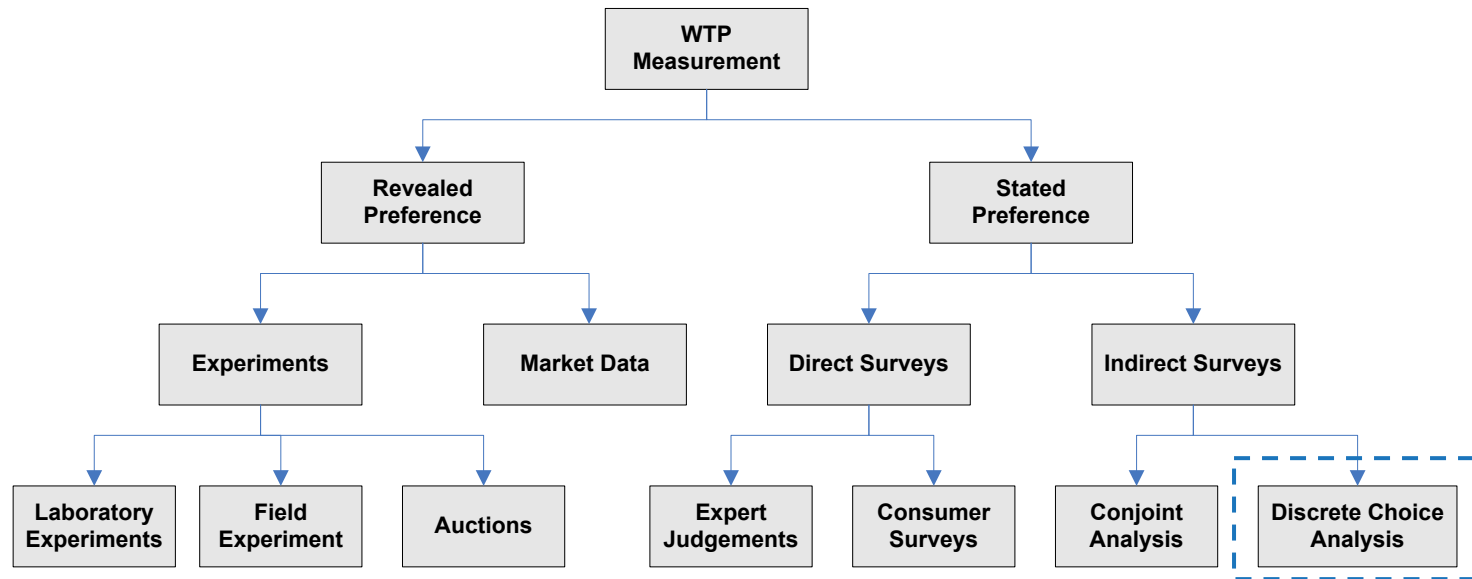 WTP
Measurement
Revealed
Preference
Stated
Preference
Experiments
Market Data
Direct Surveys
Indirect Surveys
Laboratory
Experiments
Field
Experiment
Auctions
Expert
Judgements
Consumer
Surveys
Conjoint
Analysis
Discrete Choice
Analysis